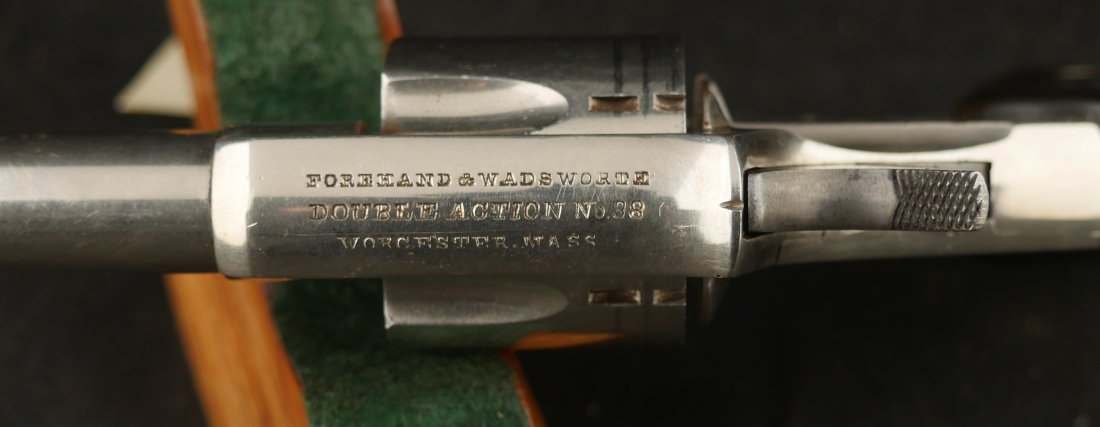 FOREHAND & WADSWORTH
DOUBLE ACTION No. 38
WORCESTER. MASS.